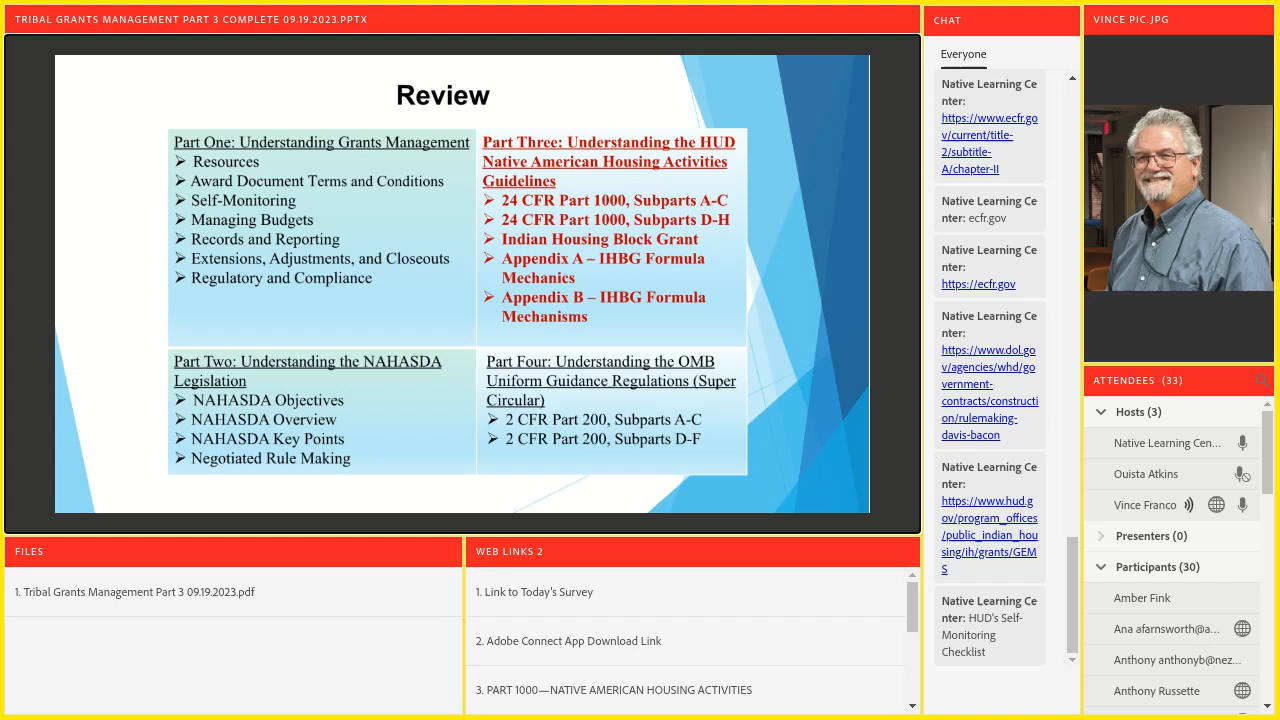 TRIBAL GRANTS MANAGEMENT PART 3 COMPLETE 09.19.2023.PPTX
Review
Part One: Understanding Grants Management
➢ Resources
➢ Award Document Terms and Conditions
➢ Self-Monitoring
➢ Managing Budgets
➢ Records and Reporting
➢ Extensions, Adjustments, and Closeouts
➢ Regulatory and Compliance
Part Three: Understanding the HUD
Native American Housing Activities
Guidelines
➢ 24 CFR Part 1000, Subparts A-C
➢ 24 CFR Part 1000, Subparts D-H
➢ Indian Housing Block Grant
➢ Appendix A – IHBG Formula
Mechanics
➢ Appendix B – IHBG Formula
Mechanisms
Part Two: Understanding the NAHASDA
Legislation
➢ NAHASDA Objectives
➢ NAHASDA Overview
➢ NAHASDA Key Points
➢ Negotiated Rule Making
Part Four: Understanding the OMB
Uniform Guidance Regulations (Super
Circular)
➢ 2 CFR Part 200, Subparts A-C
➢ 2 CFR Part 200, Subparts D-F
FILES
1. Tribal Grants Management Part 3 09.19.2023.pdf
WEB LINKS 2
1. Link to Today's Survey
2. Adobe Connect App Download Link
3. PART 1000—NATIVE AMERICAN HOUSING ACTIVITIES
CHAT
Everyone
Native Learning Ce
nter:
https://www.ecfr.go
v/current/title-
2/subtitle-
A/chapter-II
Native Learning Ce
nter: ecfr.gov
Native Learning Ce
nter:
https://ecfr.gov
Native Learning Ce
nter:
https://www.dol.go
v/agencies/whd/go
vernment-
contracts/constructi
on/rulemaking-
davis-bacon
Native Learning Ce
nter:
https://www.hud.g
ov/program_offices
/public_indian_hou
sing/ih/grants/GEM
S
Native Learning Ce
nter: HUD's Self-
Monitoring
Checklist
VINCE PIC.JPG
ATTENDEES (33)
Hosts (3)
Native Learning Cen...
Ouista Atkins
Vince Franco
Presenters (0)
Participants (30)
Amber Fink
Ana afarnsworth@a...
Anthony anthonyb@nez...
Anthony Russette